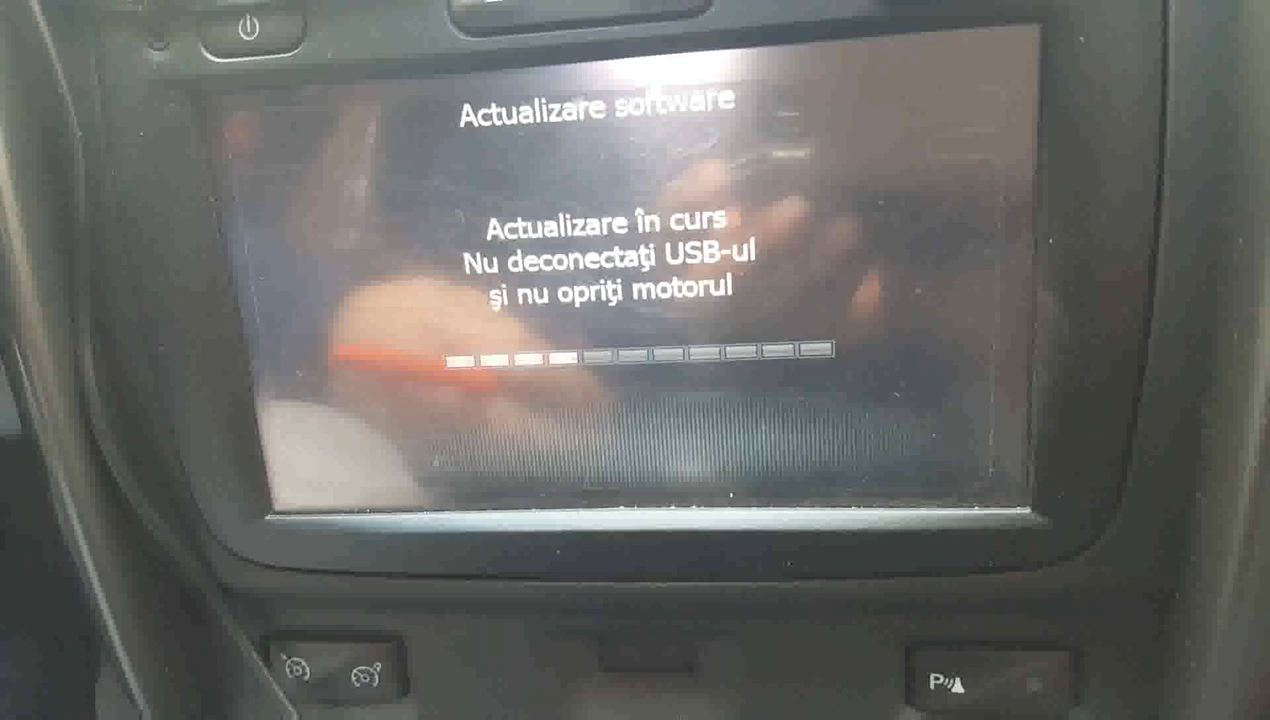 Actualizare software
Actualizare în curs
Nu deconectaţi USB-ul
şi nu opriţi motorul
P